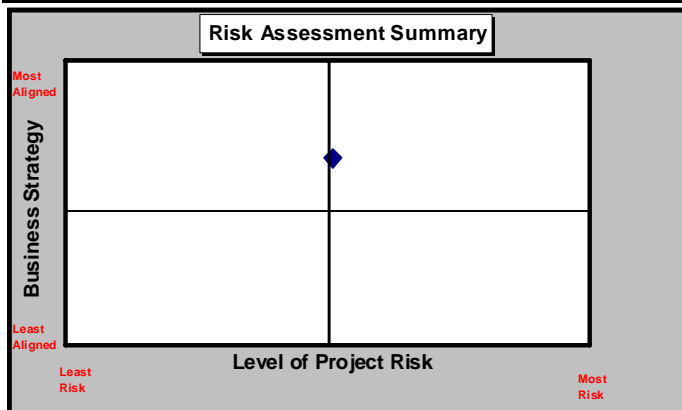 Risk Assessment Summary
Most
Aligned
Business Strategy
Least
Aligned
Level of Project Risk
Least
Risk
Most
Risk